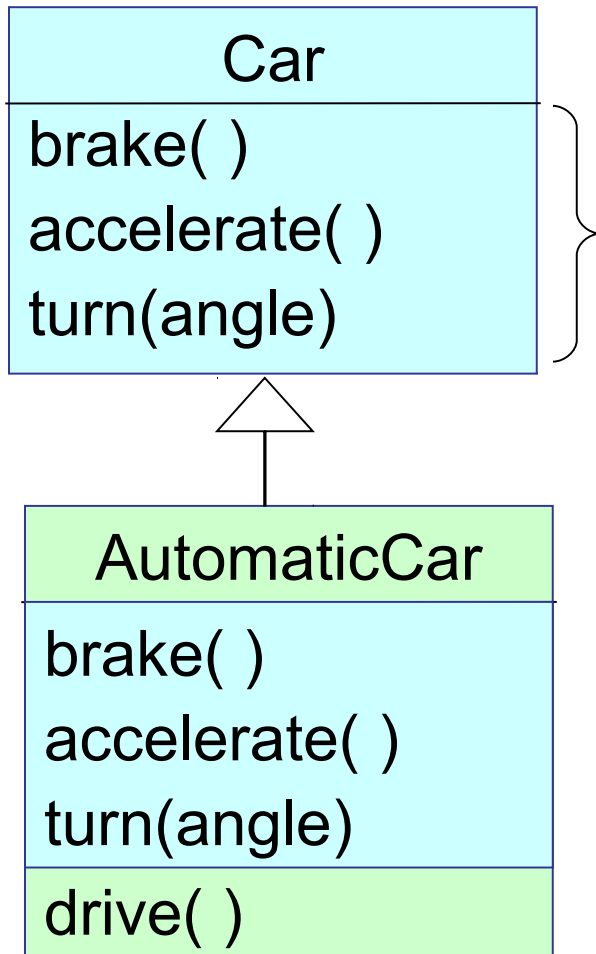 Car
brake( )
accelerate( )
turn(angle)
AutomaticCar
brake( )
accelerate( )
turn(angle)
drive( )